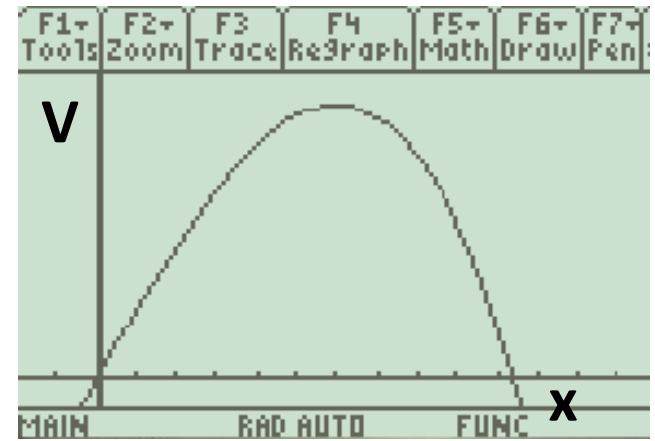 F1 F2 F3 F4 F5 F6 F7
Tools Zoom Trace ReGraph Math Draw Pen
V
x
MAIN RAD AUTO FUNC